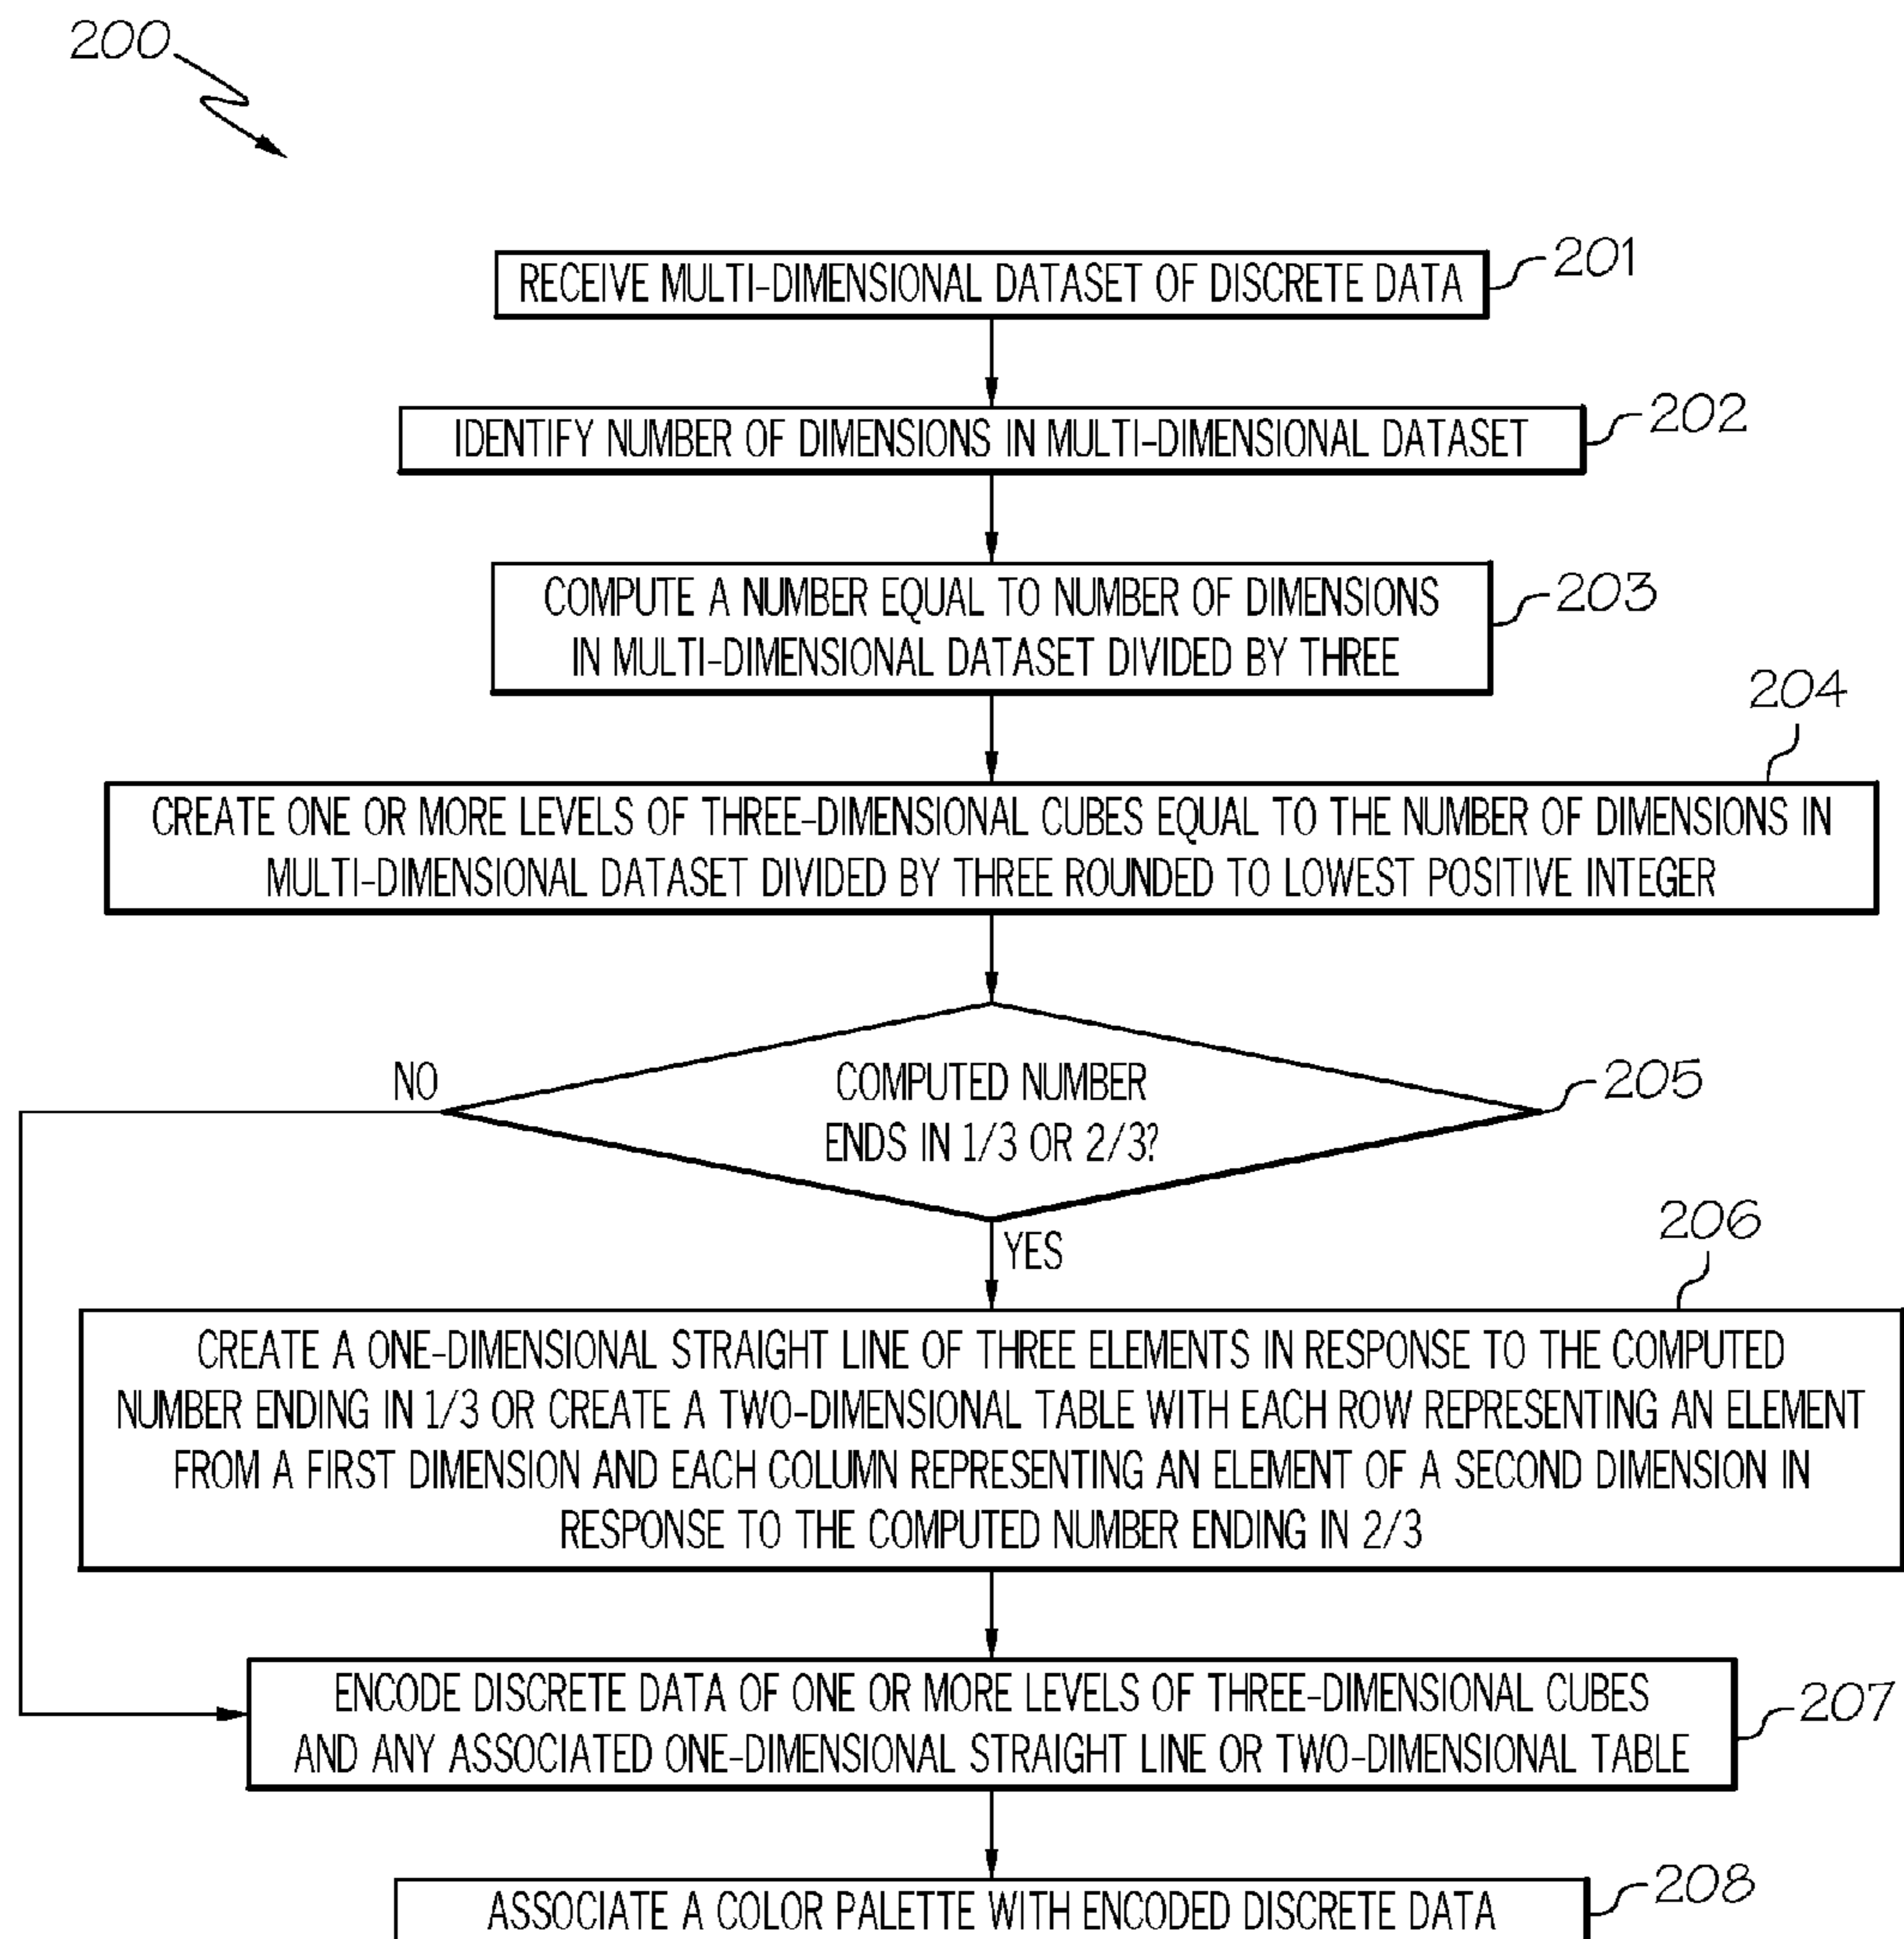 200
RECEIVE MULTI-DIMENSIONAL DATASET OF DISCRETE DATA
201
IDENTIFY NUMBER OF DIMENSIONS IN MULTI-DIMENSIONAL DATASET
202
COMPUTE A NUMBER EQUAL TO NUMBER OF DIMENSIONS
IN MULTI-DIMENSIONAL DATASET DIVIDED BY THREE
203
204
CREATE ONE OR MORE LEVELS OF THREE-DIMENSIONAL CUBES EQUAL TO THE NUMBER OF DIMENSIONS IN
MULTI-DIMENSIONAL DATASET DIVIDED BY THREE ROUNDED TO LOWEST POSITIVE INTEGER
NO
COMPUTED NUMBER
ENDS IN 1/3 OR 2/3?
205
YES
206
CREATE A ONE-DIMENSIONAL STRAIGHT LINE OF THREE ELEMENTS IN RESPONSE TO THE COMPUTED
NUMBER ENDING IN 1/3 OR CREATE A TWO-DIMENSIONAL TABLE WITH EACH ROW REPRESENTING AN ELEMENT
FROM A FIRST DIMENSION AND EACH COLUMN REPRESENTING AN ELEMENT OF A SECOND DIMENSION IN
RESPONSE TO THE COMPUTED NUMBER ENDING IN 2/3
ENCODE DISCRETE DATA OF ONE OR MORE LEVELS OF THREE-DIMENSIONAL CUBES
AND ANY ASSOCIATED ONE-DIMENSIONAL STRAIGHT LINE OR TWO-DIMENSIONAL TABLE
207
ASSOCIATE A COLOR PALETTE WITH ENCODED DISCRETE DATA
208